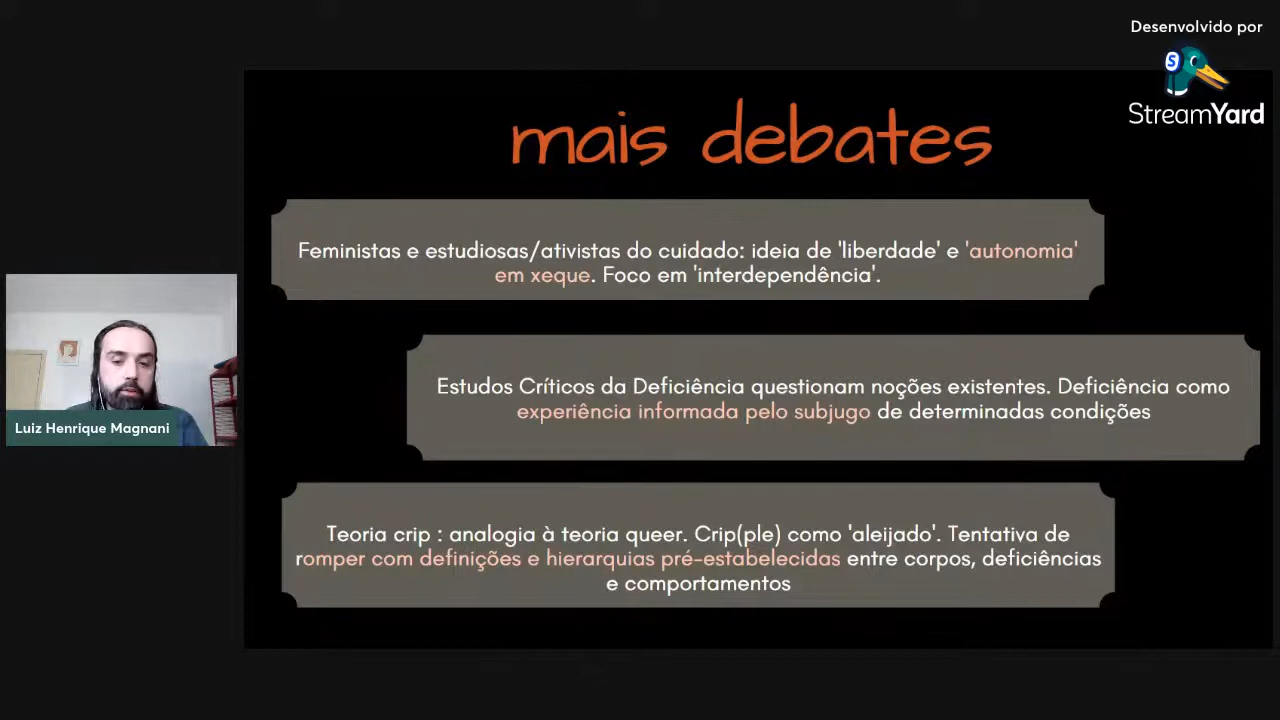 Desenvolvido por
StreamYard
mais debates
Feministas e estudiosas/ativistas do cuidado: ideia de 'liberdade' e 'autonomia'
em xeque. Foco em 'interdependência'.
Estudos Críticos da Deficiência questionam noções existentes. Deficiência como
experiência informada pelo subjugo de determinadas condições
Teoria crip : analogia à teoria queer. Crip(ple) como 'aleijado'. Tentativa de
romper com definições e hierarquias pré-estabelecidas entre corpos, deficiências
e comportamentos
Luiz Henrique Magnani